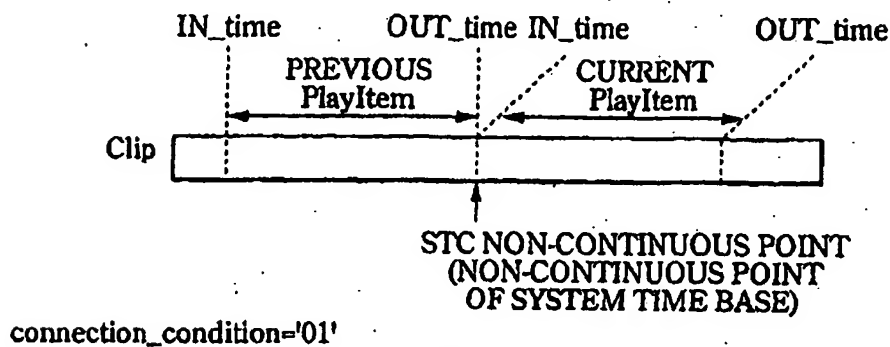 IN_time OUT_time IN_time OUT_time
PREVIOUS
PlayItem
CURRENT
PlayItem
Clip
STC NON-CONTINUOUS POINT
(NON-CONTINUOUS POINT
OF SYSTEM TIME BASE)
connection_condition='01'